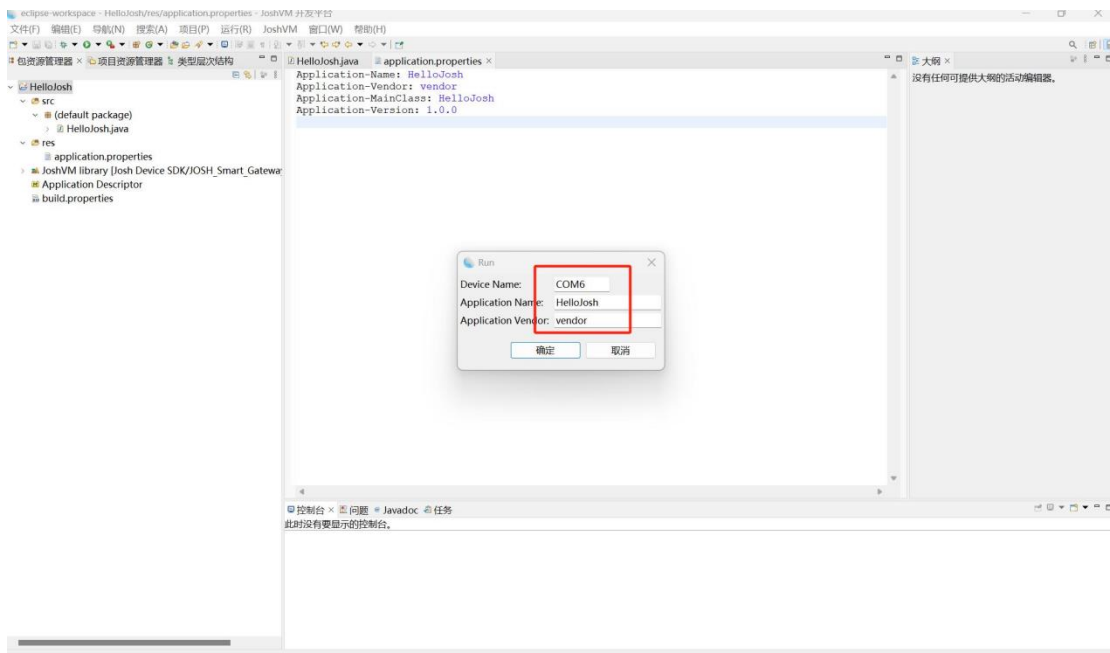 eclipse-workspace - HelloJosh/res/application.properties - JoshVM 开发平台
文件(F) 编辑(E) 导航(N) 搜索(A) 项目(P) 运行(R) JoshVM 窗口(W) 帮助(H)
包资源管理器 项目资源管理器 类型层次结构
HelloJosh
src
(default package)
HelloJosh.java
res
application.properties
JoshVM library [Josh Device SDK/JOSH_Smart_Gateway
Application Descriptor
build.properties
HelloJosh.java application.properties
Application-Name: HelloJosh
Application-Vendor: vendor
Application-MainClass: HelloJosh
Application-Version: 1.0.0
大纲
没有任何可提供大纲的活动编辑器。
Run
Device Name: COM6
Application Name: HelloJosh
Application Vendor: vendor
确定 取消
控制台 问题 Javadoc 任务
此时没有要显示的控制台。